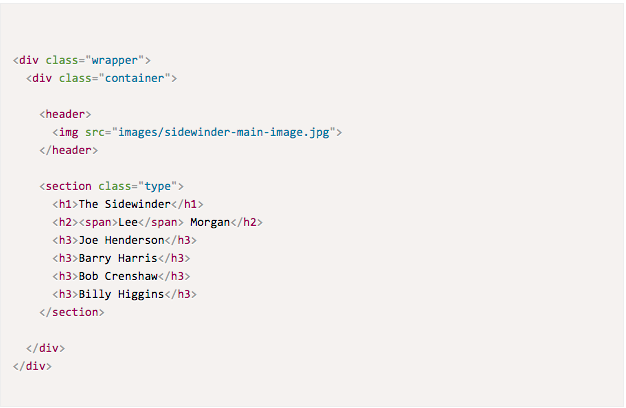 <div class="wrapper">
<div class="container">
<header>
<img src="images/sidewinder-main-image.jpg">
</header>
<section class="type">
<h1>The Sidewinder</h1>
<h2><span>Lee</span> Morgan</h2>
<h3>Joe Henderson</h3>
<h3>Barry Harris</h3>
<h3>Bob Crenshaw</h3>
<h3>Billy Higgins</h3>
</section>
</div>
</div>